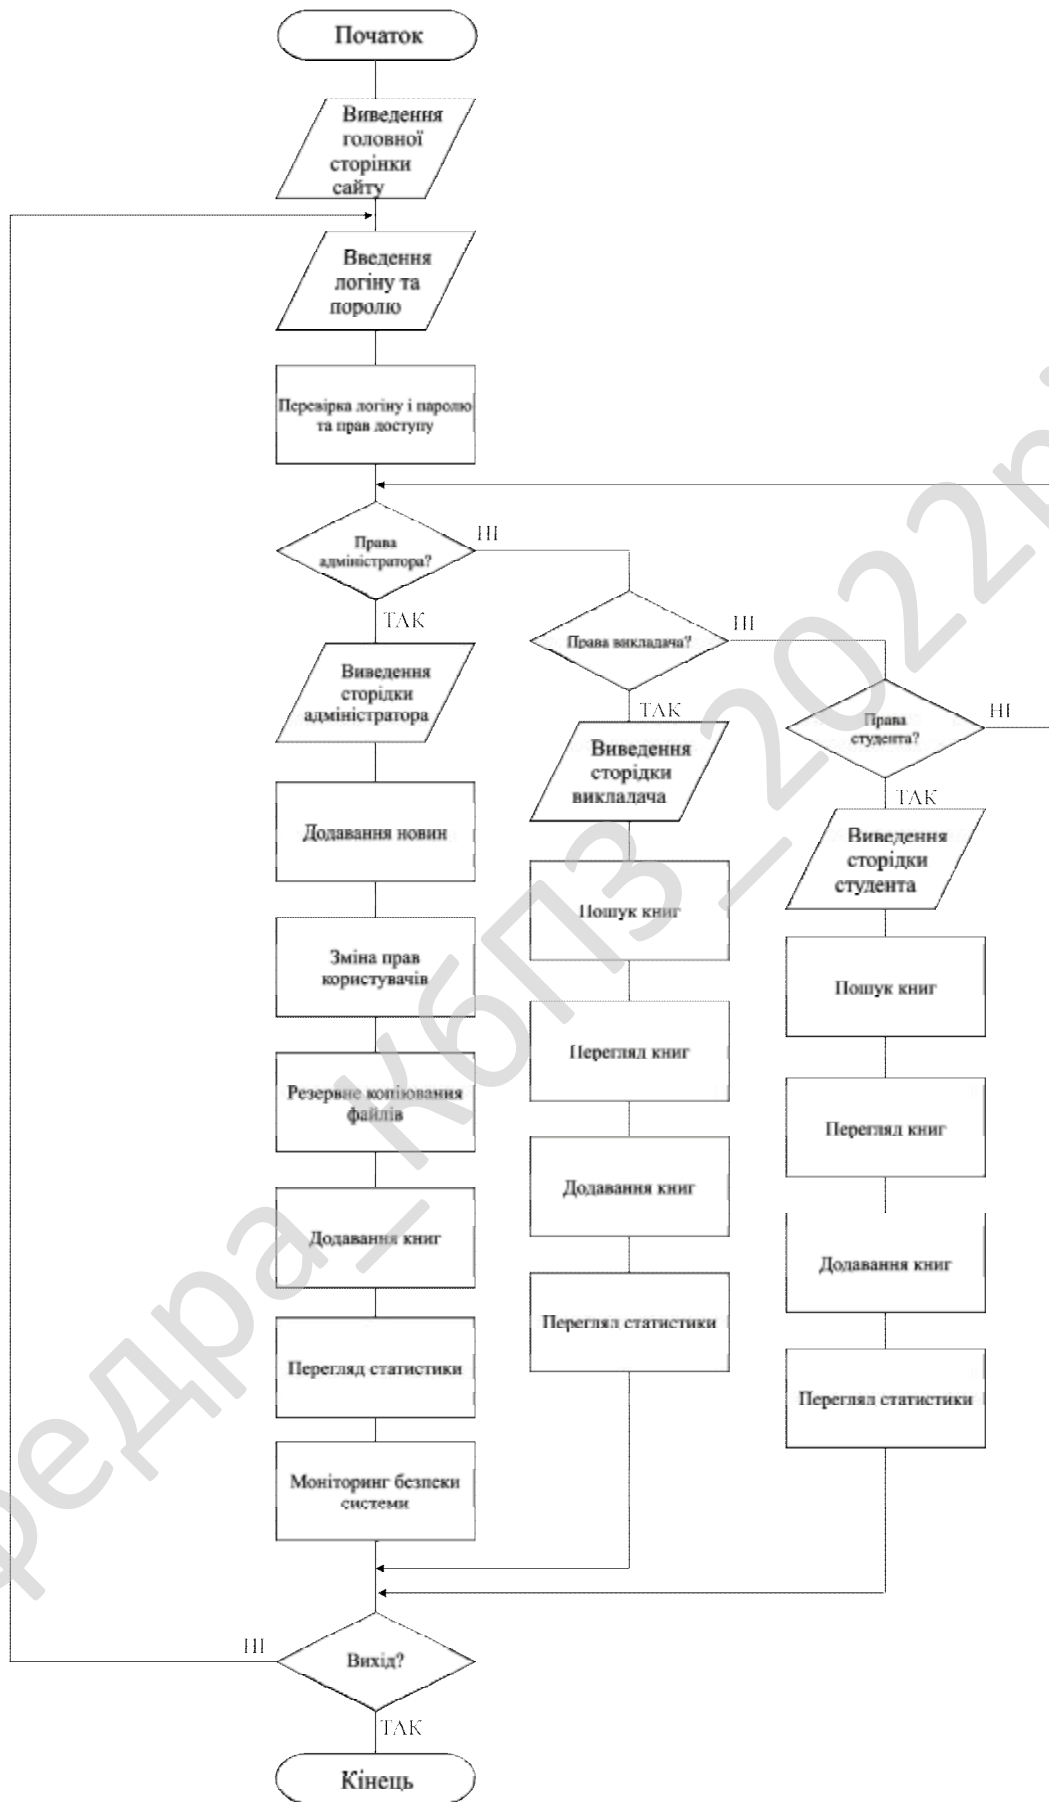 Початок
Виведення
головної
сторінки
сайту
Введення
логіну та
поролю
Перевірка логіну і паролю
та прав доступу
Права
адміністратора?
НІ
ТАК
Виведення
сторідки
адміністратора
Додавання новин
Зміна прав
користувачів
Резервне копіювання
файлів
Додавання книг
Перегляд статистики
Моніторинг безпеки
системи
Права викладача?
НІ
ТАК
Виведення
сторідки
викладача
Пошук книг
Перегляд книг
Додавання книг
Перегляд статистики
Права
студента?
НІ
ТАК
Виведення
сторідки
студента
Пошук книг
Перегляд книг
Додавання книг
Перегляд статистики
Вихід?
НІ
ТАК
Кінець
федра_КбПЗ_2022р